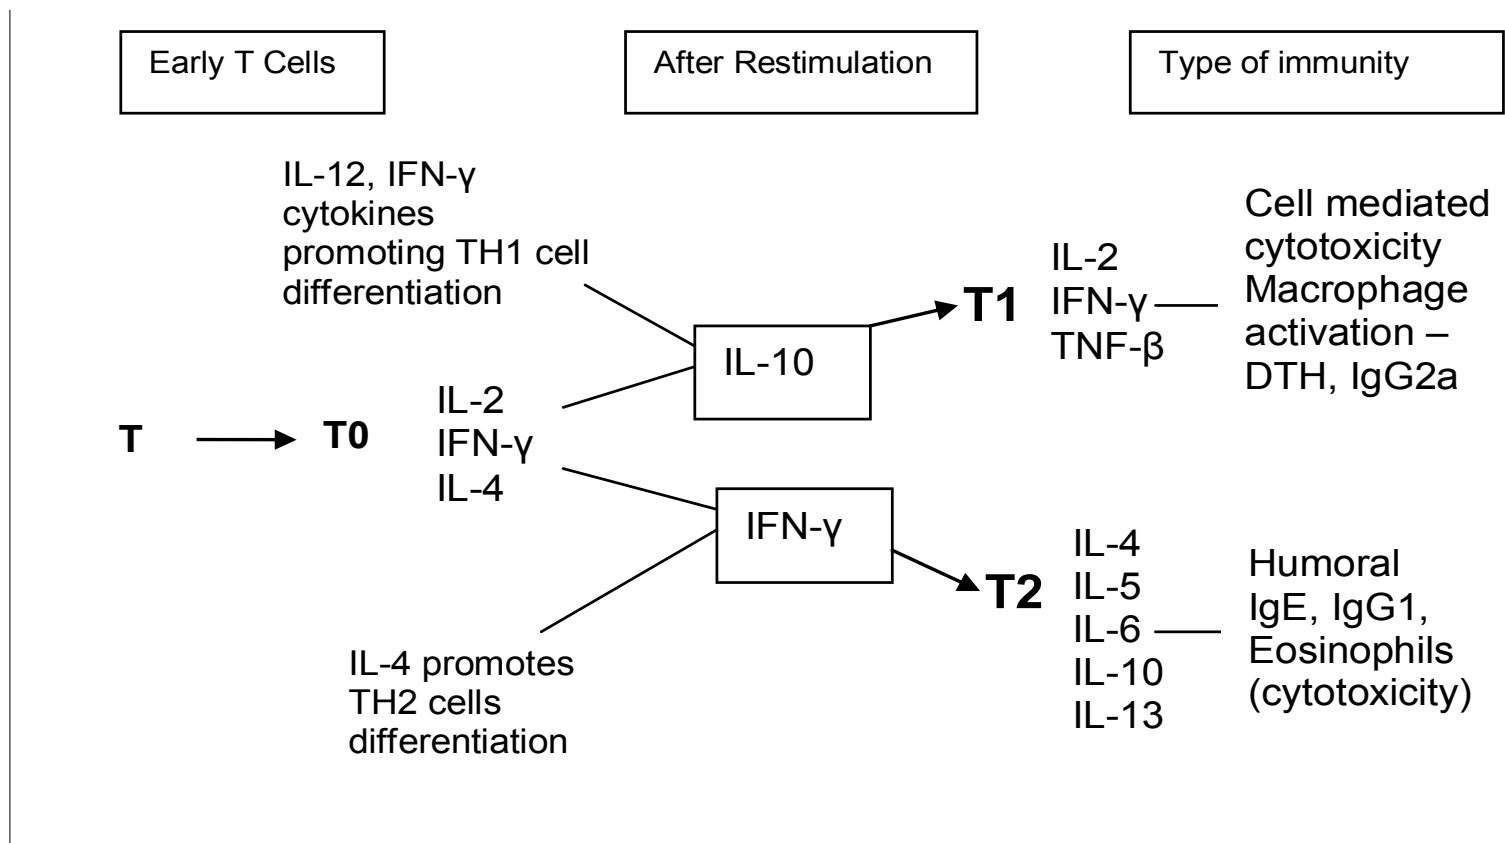 Early T Cells
After Restimulation
Type of immunity
IL-12, IFN-γ
cytokines
promoting TH1 cell
differentiation
T
T0
IL-2
IFN-γ
IL-4
IL-10
IFN-γ
IL-4 promotes
TH2 cells
differentiation
T1
IL-2
IFN-γ
TNF-β
Cell mediated
cytotoxicity
Macrophage
activation –
DTH, IgG2a
T2
IL-4
IL-5
IL-6
IL-10
IL-13
Humoral
IgE, IgG1,
Eosinophils
(cytotoxicity)